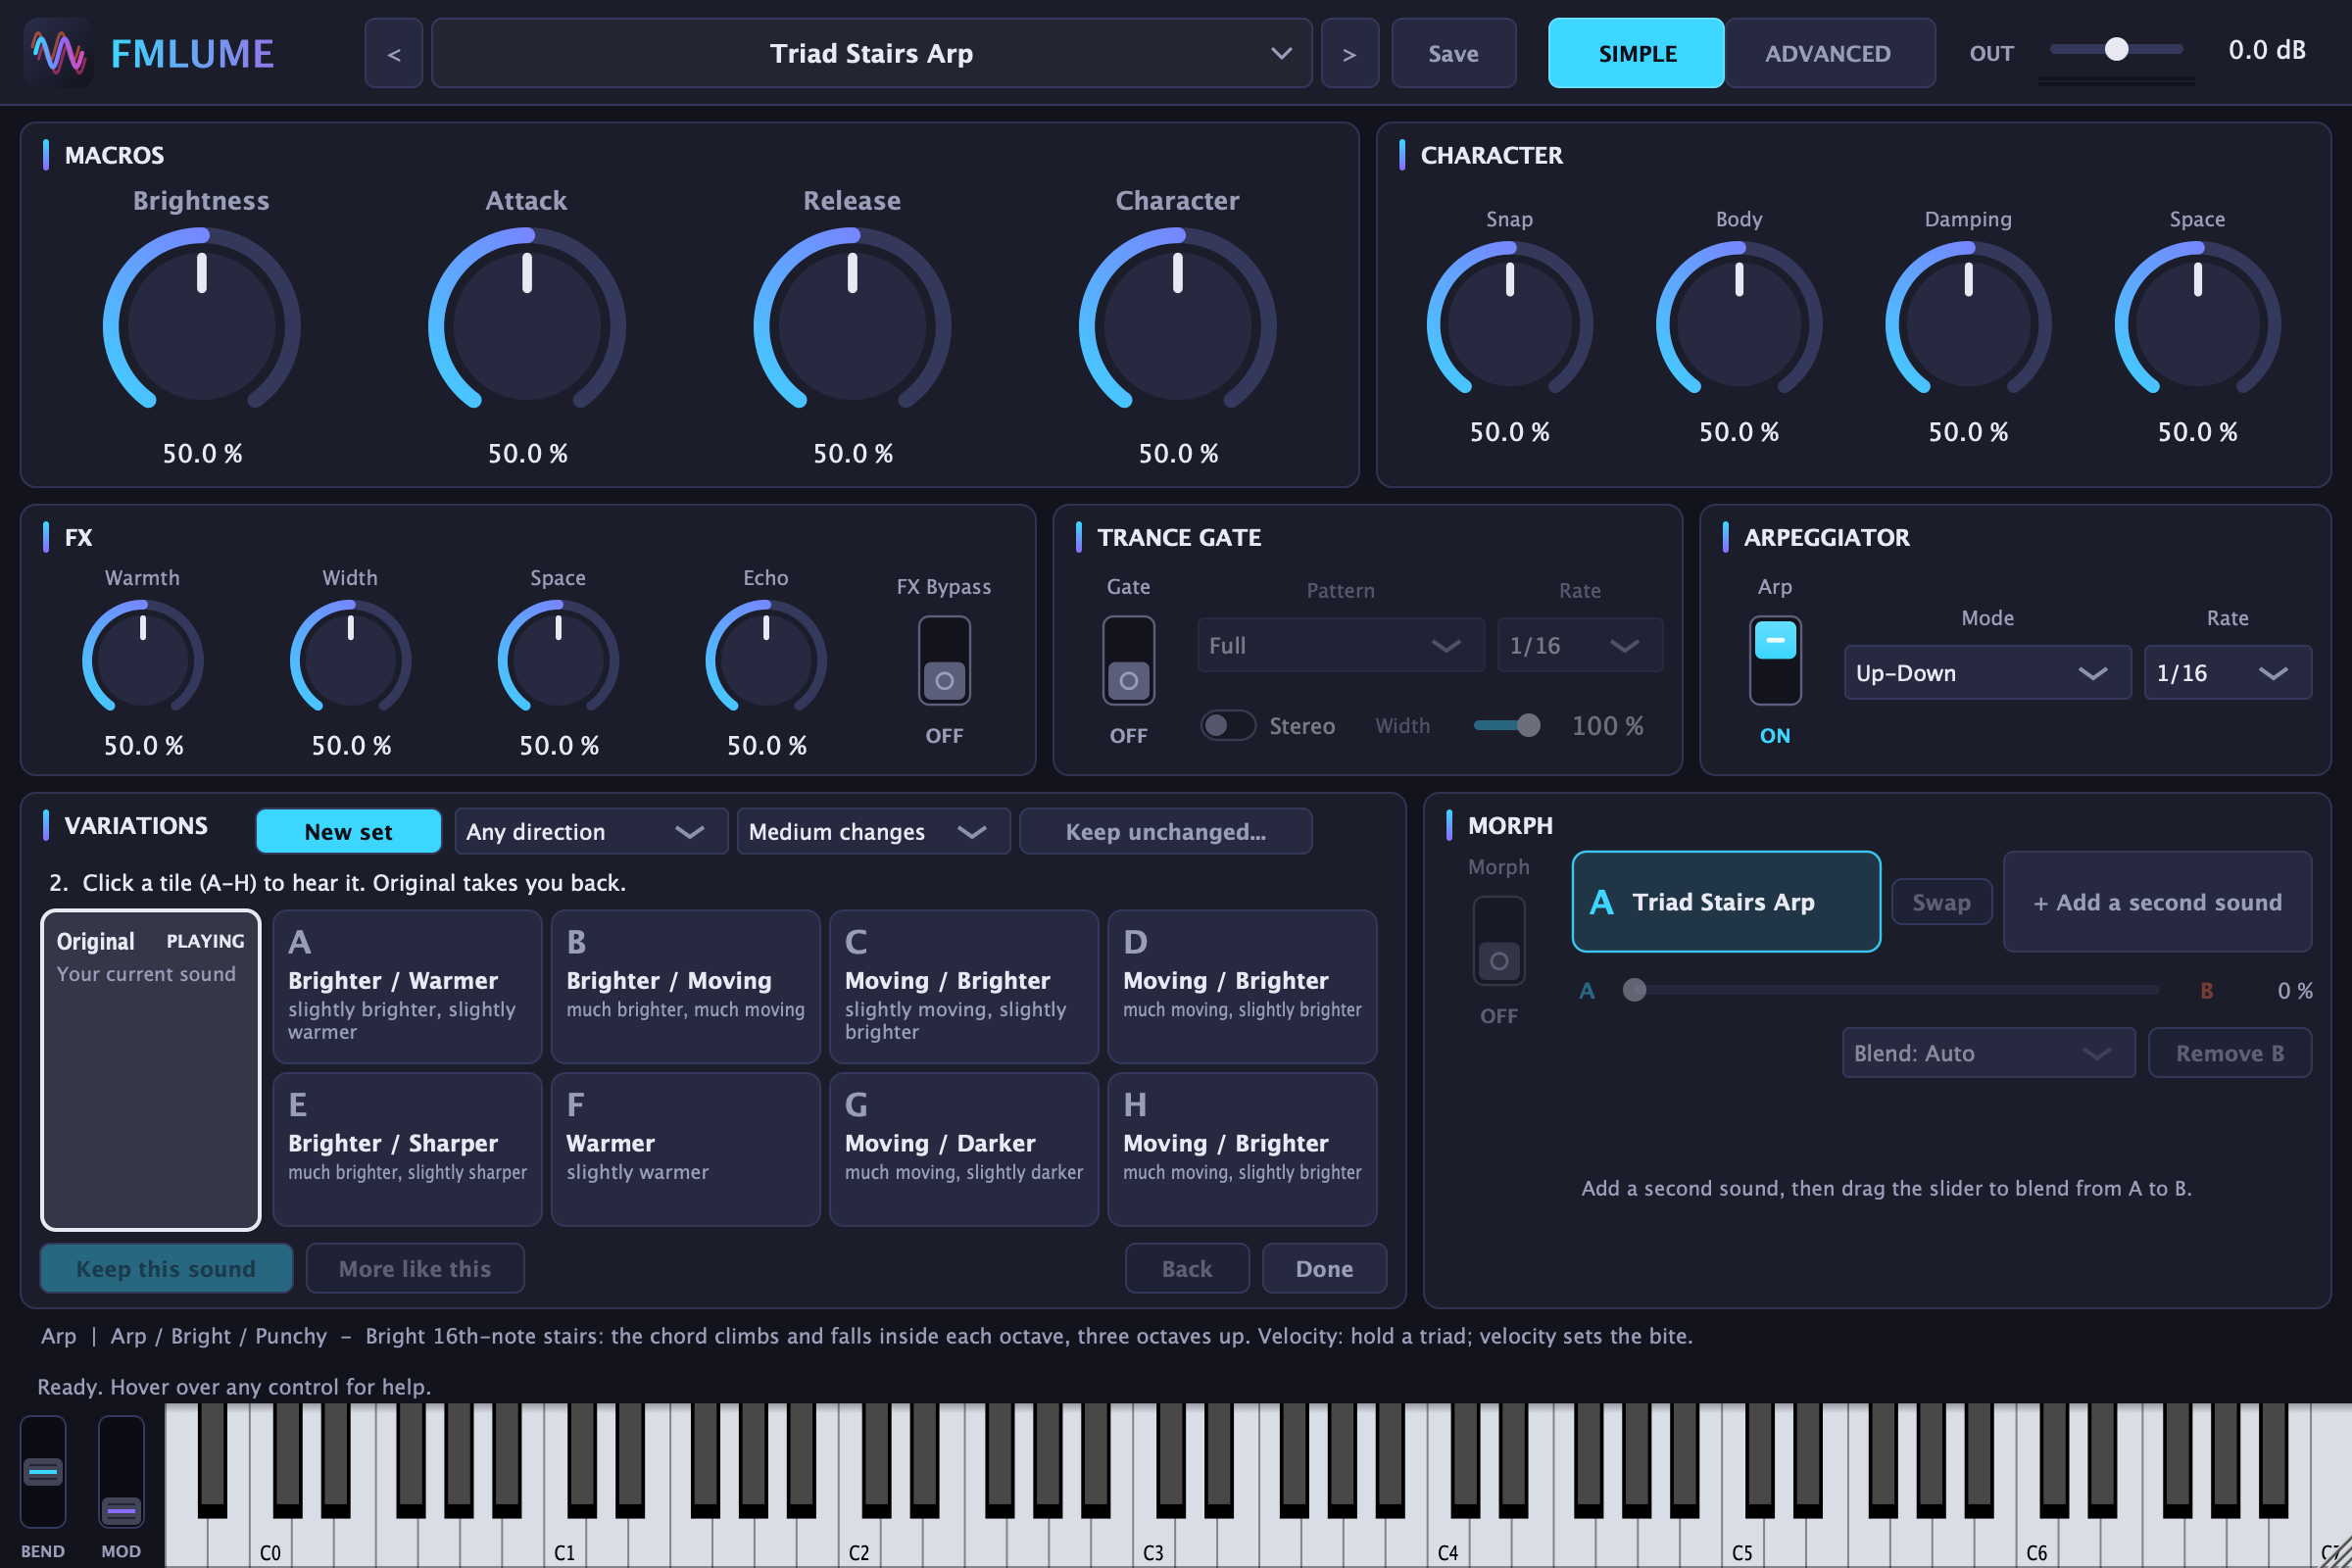 FMLUME
<
Triad Stairs Arp
>
Save
SIMPLE
ADVANCED
OUT
0.0 dB
MACROS
Brightness
Attack
Release
Character
50.0 %
50.0 %
50.0 %
50.0 %
CHARACTER
Snap
Body
Damping
Space
50.0 %
50.0 %
50.0 %
50.0 %
FX
Warmth
Width
Space
Echo
FX Bypass
50.0 %
50.0 %
50.0 %
50.0 %
OFF
TRANCE GATE
Gate
Pattern
Rate
Full
1/16
OFF
Stereo
Width
100 %
ARPEGGIATOR
Arp
Mode
Rate
Up-Down
1/16
ON
VARIATIONS
New set
Any direction
Medium changes
Keep unchanged...
2. Click a tile (A-H) to hear it. Original takes you back.
Original PLAYING
Your current sound
A
Brighter / Warmer
slightly brighter, slightly
warmer
B
Brighter / Moving
much brighter, much moving
C
Moving / Brighter
slightly moving, slightly
brighter
D
Moving / Brighter
much moving, slightly brighter
E
Brighter / Sharper
much brighter, slightly sharper
F
Warmer
slightly warmer
G
Moving / Darker
much moving, slightly darker
H
Moving / Brighter
much moving, slightly brighter
Keep this sound
More like this
Back
Done
MORPH
Morph
OFF
A Triad Stairs Arp
Swap
+ Add a second sound
A
B
0 %
Blend: Auto
Remove B
Add a second sound, then drag the slider to blend from A to B.
Arp | Arp / Bright / Punchy – Bright 16th-note stairs: the chord climbs and falls inside each octave, three octaves up. Velocity: hold a triad; velocity sets the bite.
Ready. Hover over any control for help.
BEND
MOD
C0
C1
C2
C3
C4
C5
C6
C7